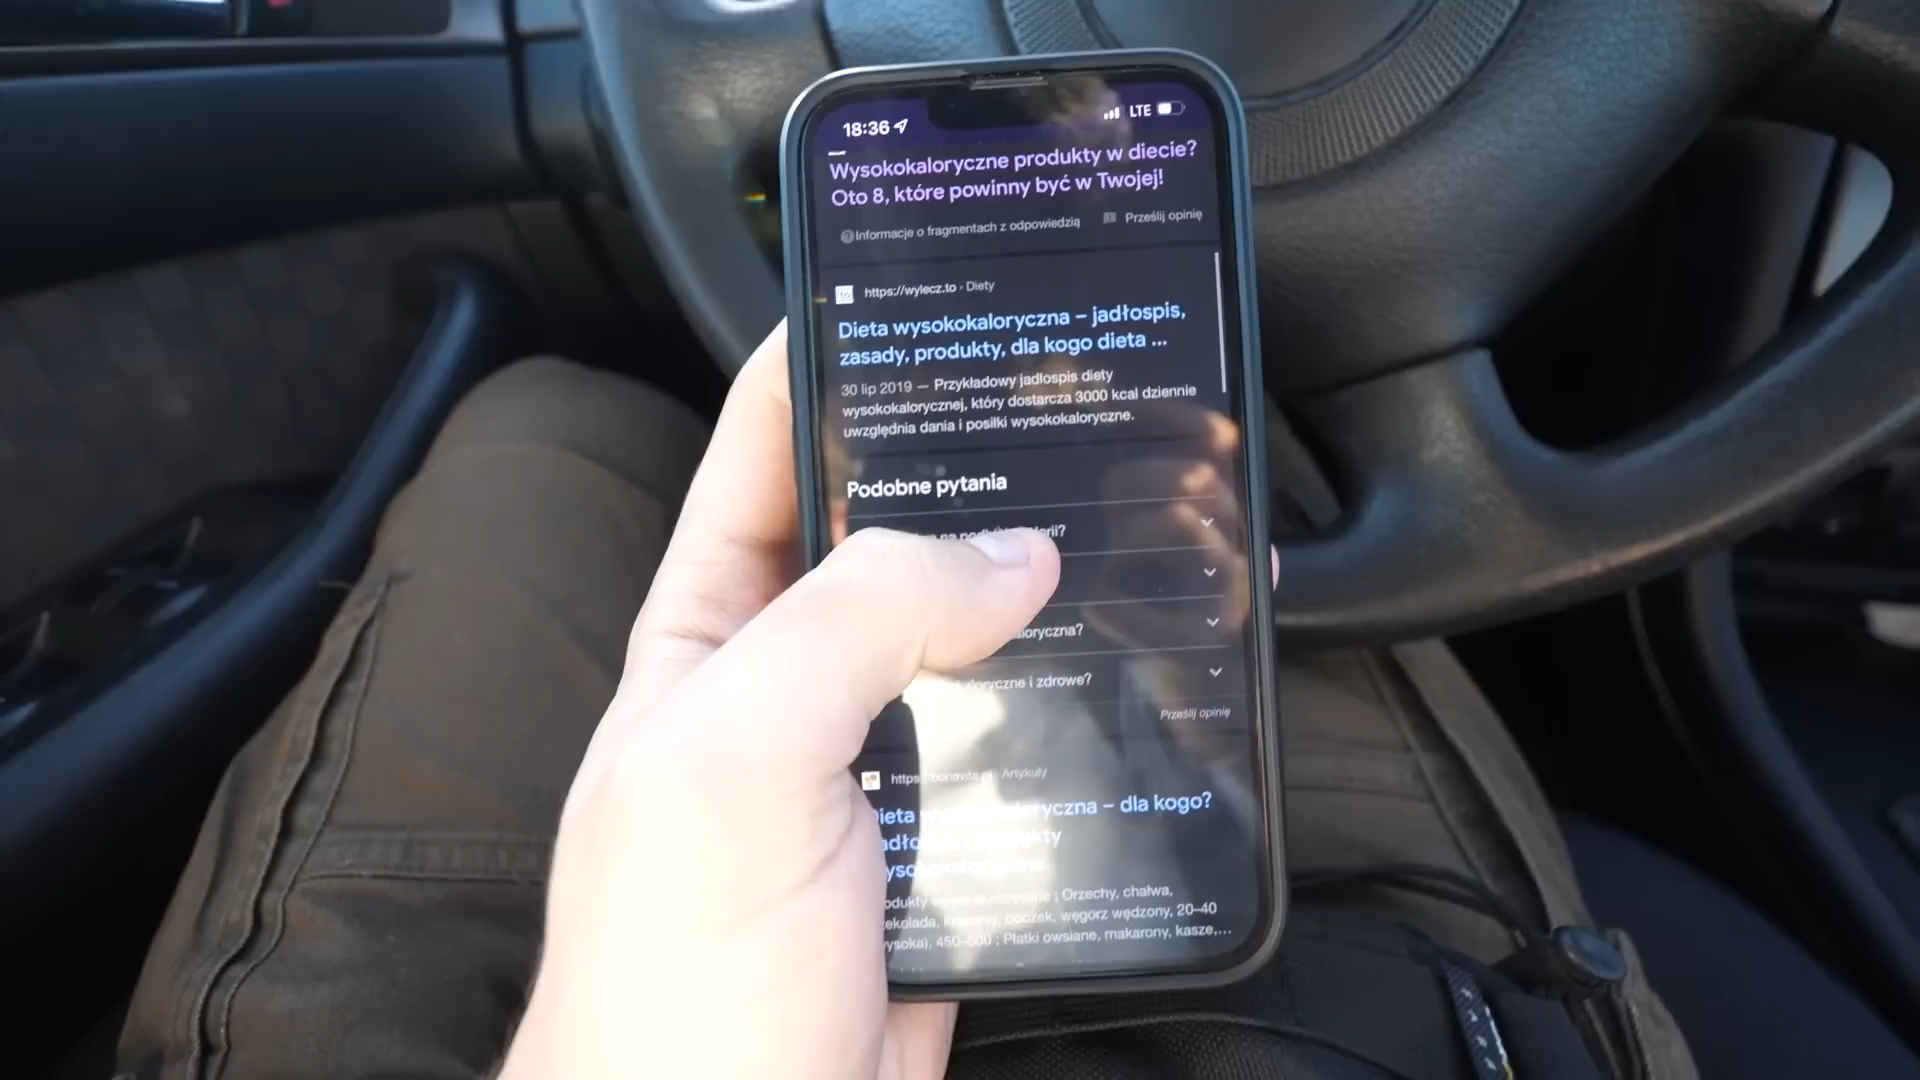 18:36 LTE
Wysokokaloryczne produkty w diecie?
Oto 8, które powinny być w Twojej!
Informacje o fragmentach z odpowiedzią Prześlij opinię
https://wylecz.to › Diety
Dieta wysokokaloryczna – jadłospis,
zasady, produkty, dla kogo dieta ...
30 lip 2019 — Przykładowy jadłospis diety
wysokokalorycznej, który dostarcza 3000 kcal dziennie
uwzględnia dania i posiłki wysokokaloryczne.
Podobne pytania
na
i zdrowe?
Prześlij opinię
Artykuły
– dla kogo?
boczek, węgorz wędzony, 20–40
Orzechy, chałwa,
450–600 ; Płatki owsiane, makarony, kasze,...